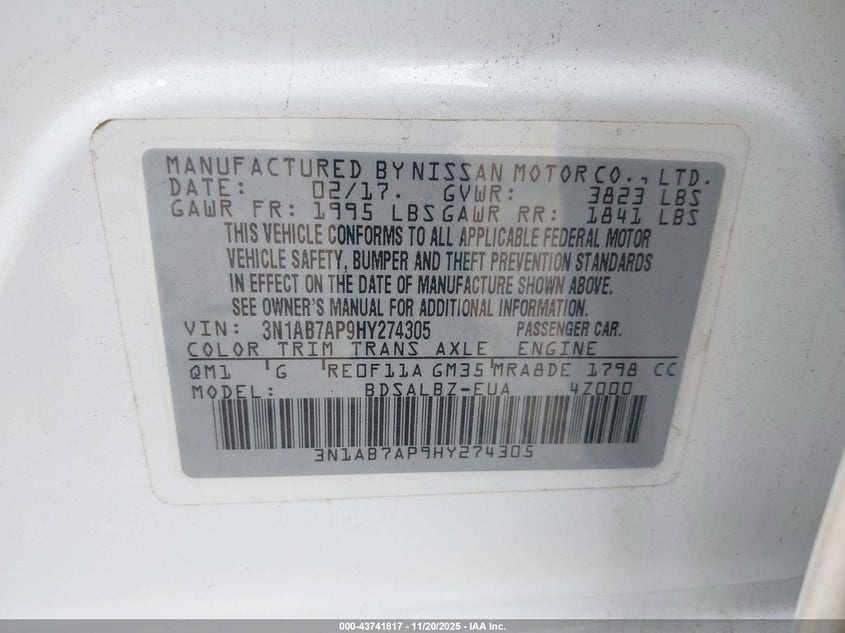 MANUFACTURED BY NISSAN MOTOR CO., LTD.
DATE: 02/17. GVWR: 3823 LBS
GAWR FR: 1995 LBS GAWR RR: 1841 LBS
THIS VEHICLE CONFORMS TO ALL APPLICABLE FEDERAL MOTOR
VEHICLE SAFETY, BUMPER AND THEFT PREVENTION STANDARDS
IN EFFECT ON THE DATE OF MANUFACTURE SHOWN ABOVE.
SEE OWNER'S MANUAL FOR ADDITIONAL INFORMATION.
VIN: 3N1AB7AP9HY274305 PASSENGER CAR.
COLOR TRIM TRANS AXLE ENGINE
QM1 G RE0F11A GM35 MRA8DE 1798 CC
MODEL: BDSALBZ-EUA 4Z000
3N1AB7AP9HY274305
000-43741817 - 11/20/2025 - IAA Inc.